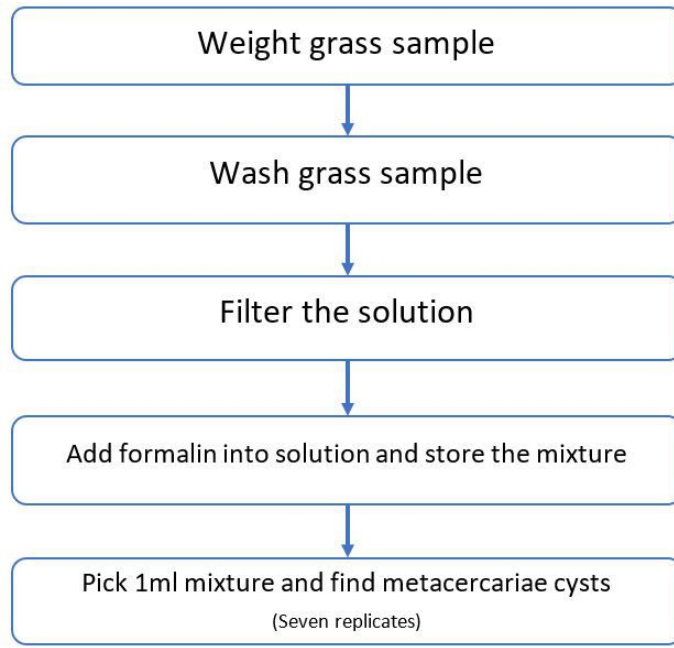 Weight grass sample
Wash grass sample
Filter the solution
Add formalin into solution and store the mixture
Pick 1ml mixture and find metacercariae cysts
(Seven replicates)